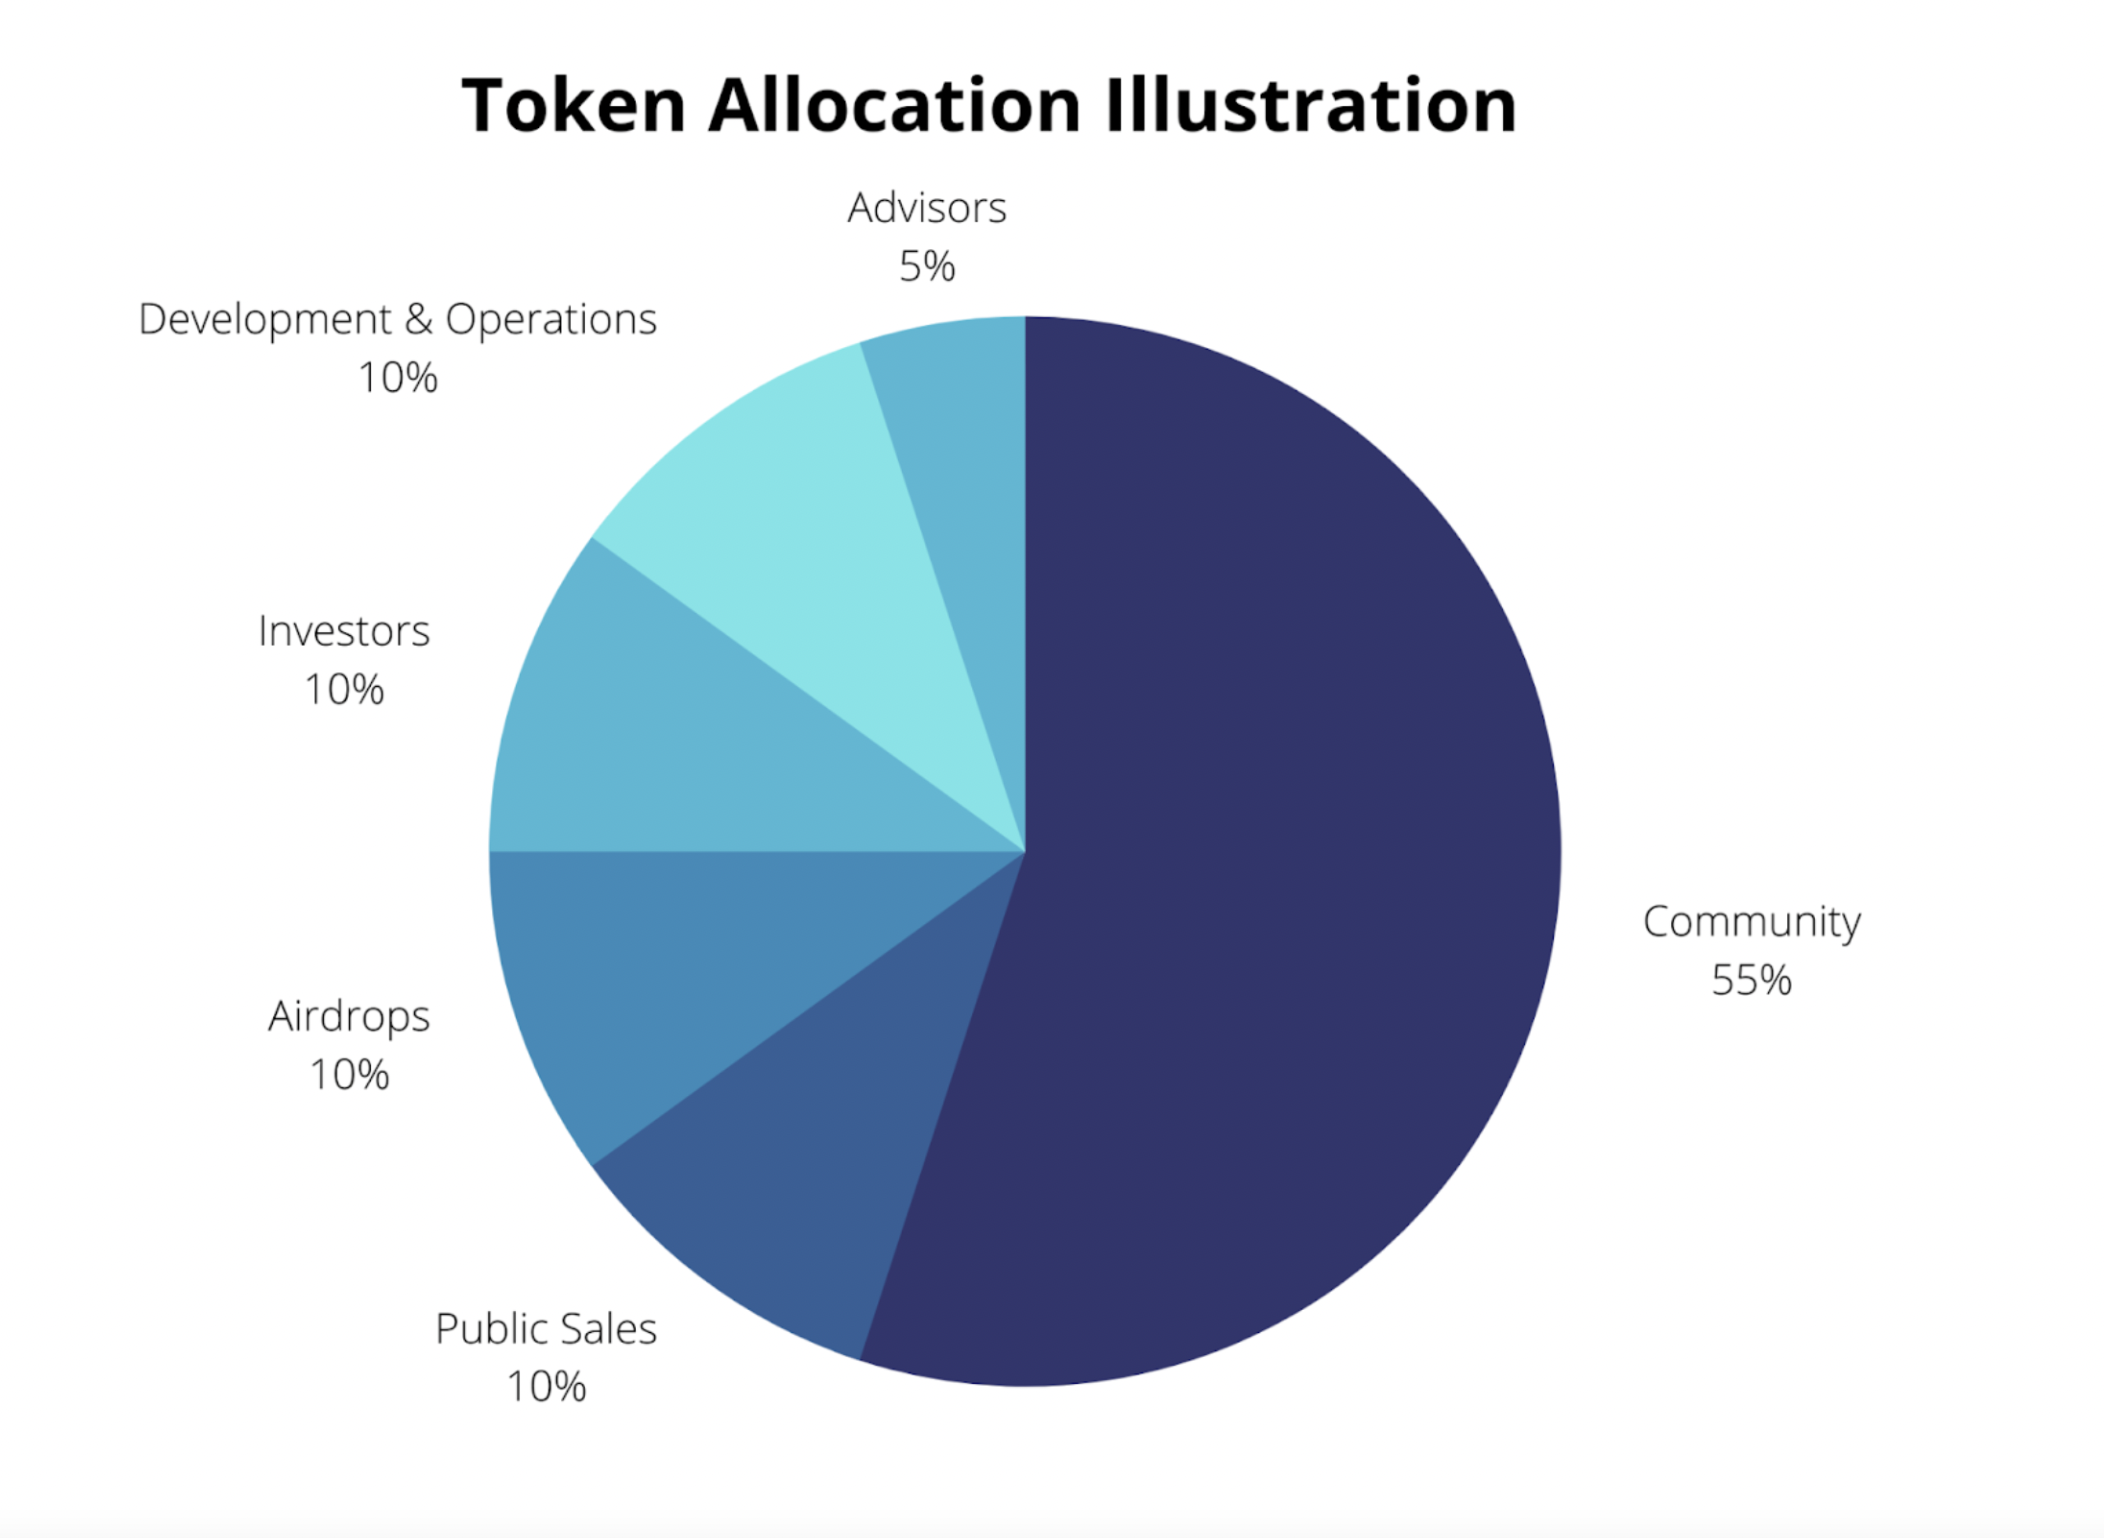 Token Allocation Illustration
Advisors
5%
Development & Operations
10%
Investors
10%
Community
55%
Airdrops
10%
Public Sales
10%